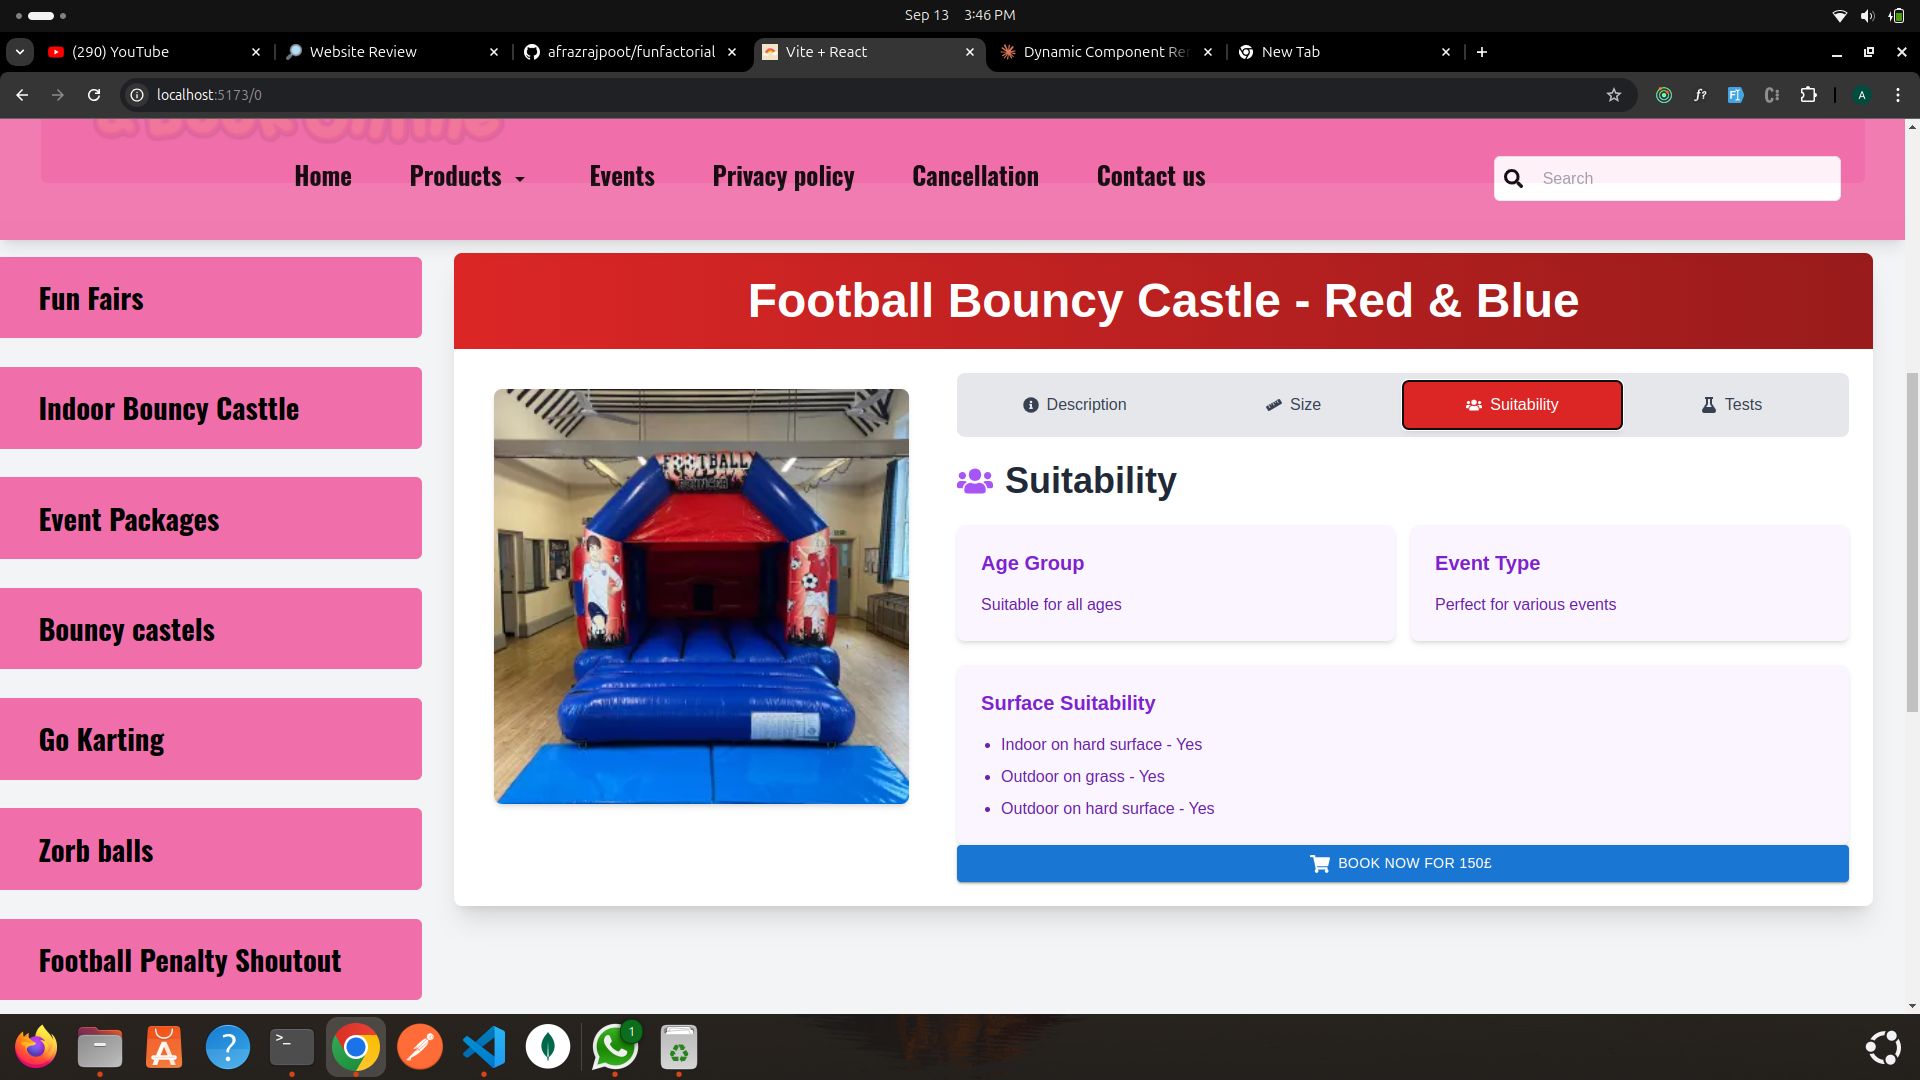 Sep 13 3:46 PM
(290) YouTube
Website Review
afrazrajpoot/funfactorial
Vite + React
Dynamic Component Re
New Tab
localhost:5173/0
A
& Book Online
Home Products Events Privacy policy Cancellation Contact us
Search
Fun Fairs
Indoor Bouncy Casttle
Event Packages
Bouncy castels
Go Karting
Zorb balls
Football Penalty Shoutout
Football Bouncy Castle - Red & Blue
FOOTBALL
Description Size Suitability Tests
Suitability
Age Group
Suitable for all ages
Event Type
Perfect for various events
Surface Suitability
• Indoor on hard surface - Yes
• Outdoor on grass - Yes
• Outdoor on hard surface - Yes
BOOK NOW FOR 150£
1